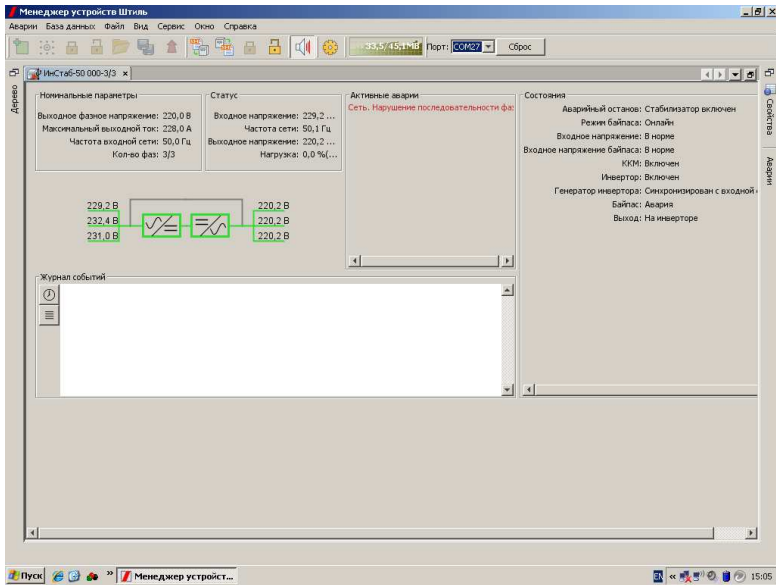 Менеджер устройств Штиль
Аварии База данных Файл Вид Сервис Окно Справка
33,5/45,1MiB Порт: COM27 Сброс
ИнСтаб-50 000-3/3
Дерево
Номинальные параметры
Выходное фазное напряжение: 220,0 В
Максимальный выходной ток: 228,0 А
Частота входной сети: 50,0 Гц
Кол-во фаз: 3/3
Статус
Входное напряжение: 229,2 ...
Частота сети: 50,1 Гц
Выходное напряжение: 220,2 ...
Нагрузка: 0,0 %(...
Активные аварии
Сеть. Нарушение последовательности фаз
Состояния
Аварийный останов: Стабилизатор включен
Режим байпаса: Онлайн
Входное напряжение: В норме
Входное напряжение байпаса: В норме
ККМ: Включен
Инвертор: Включен
Генератор инвертора: Синхронизирован с входной
Байпас: Авария
Выход: На инверторе
Свойства
Аварии
229,2 В 220,2 В
232,4 В 220,2 В
231,0 В 220,2 В
Журнал событий
Пуск Менеджер устройст... 15:05